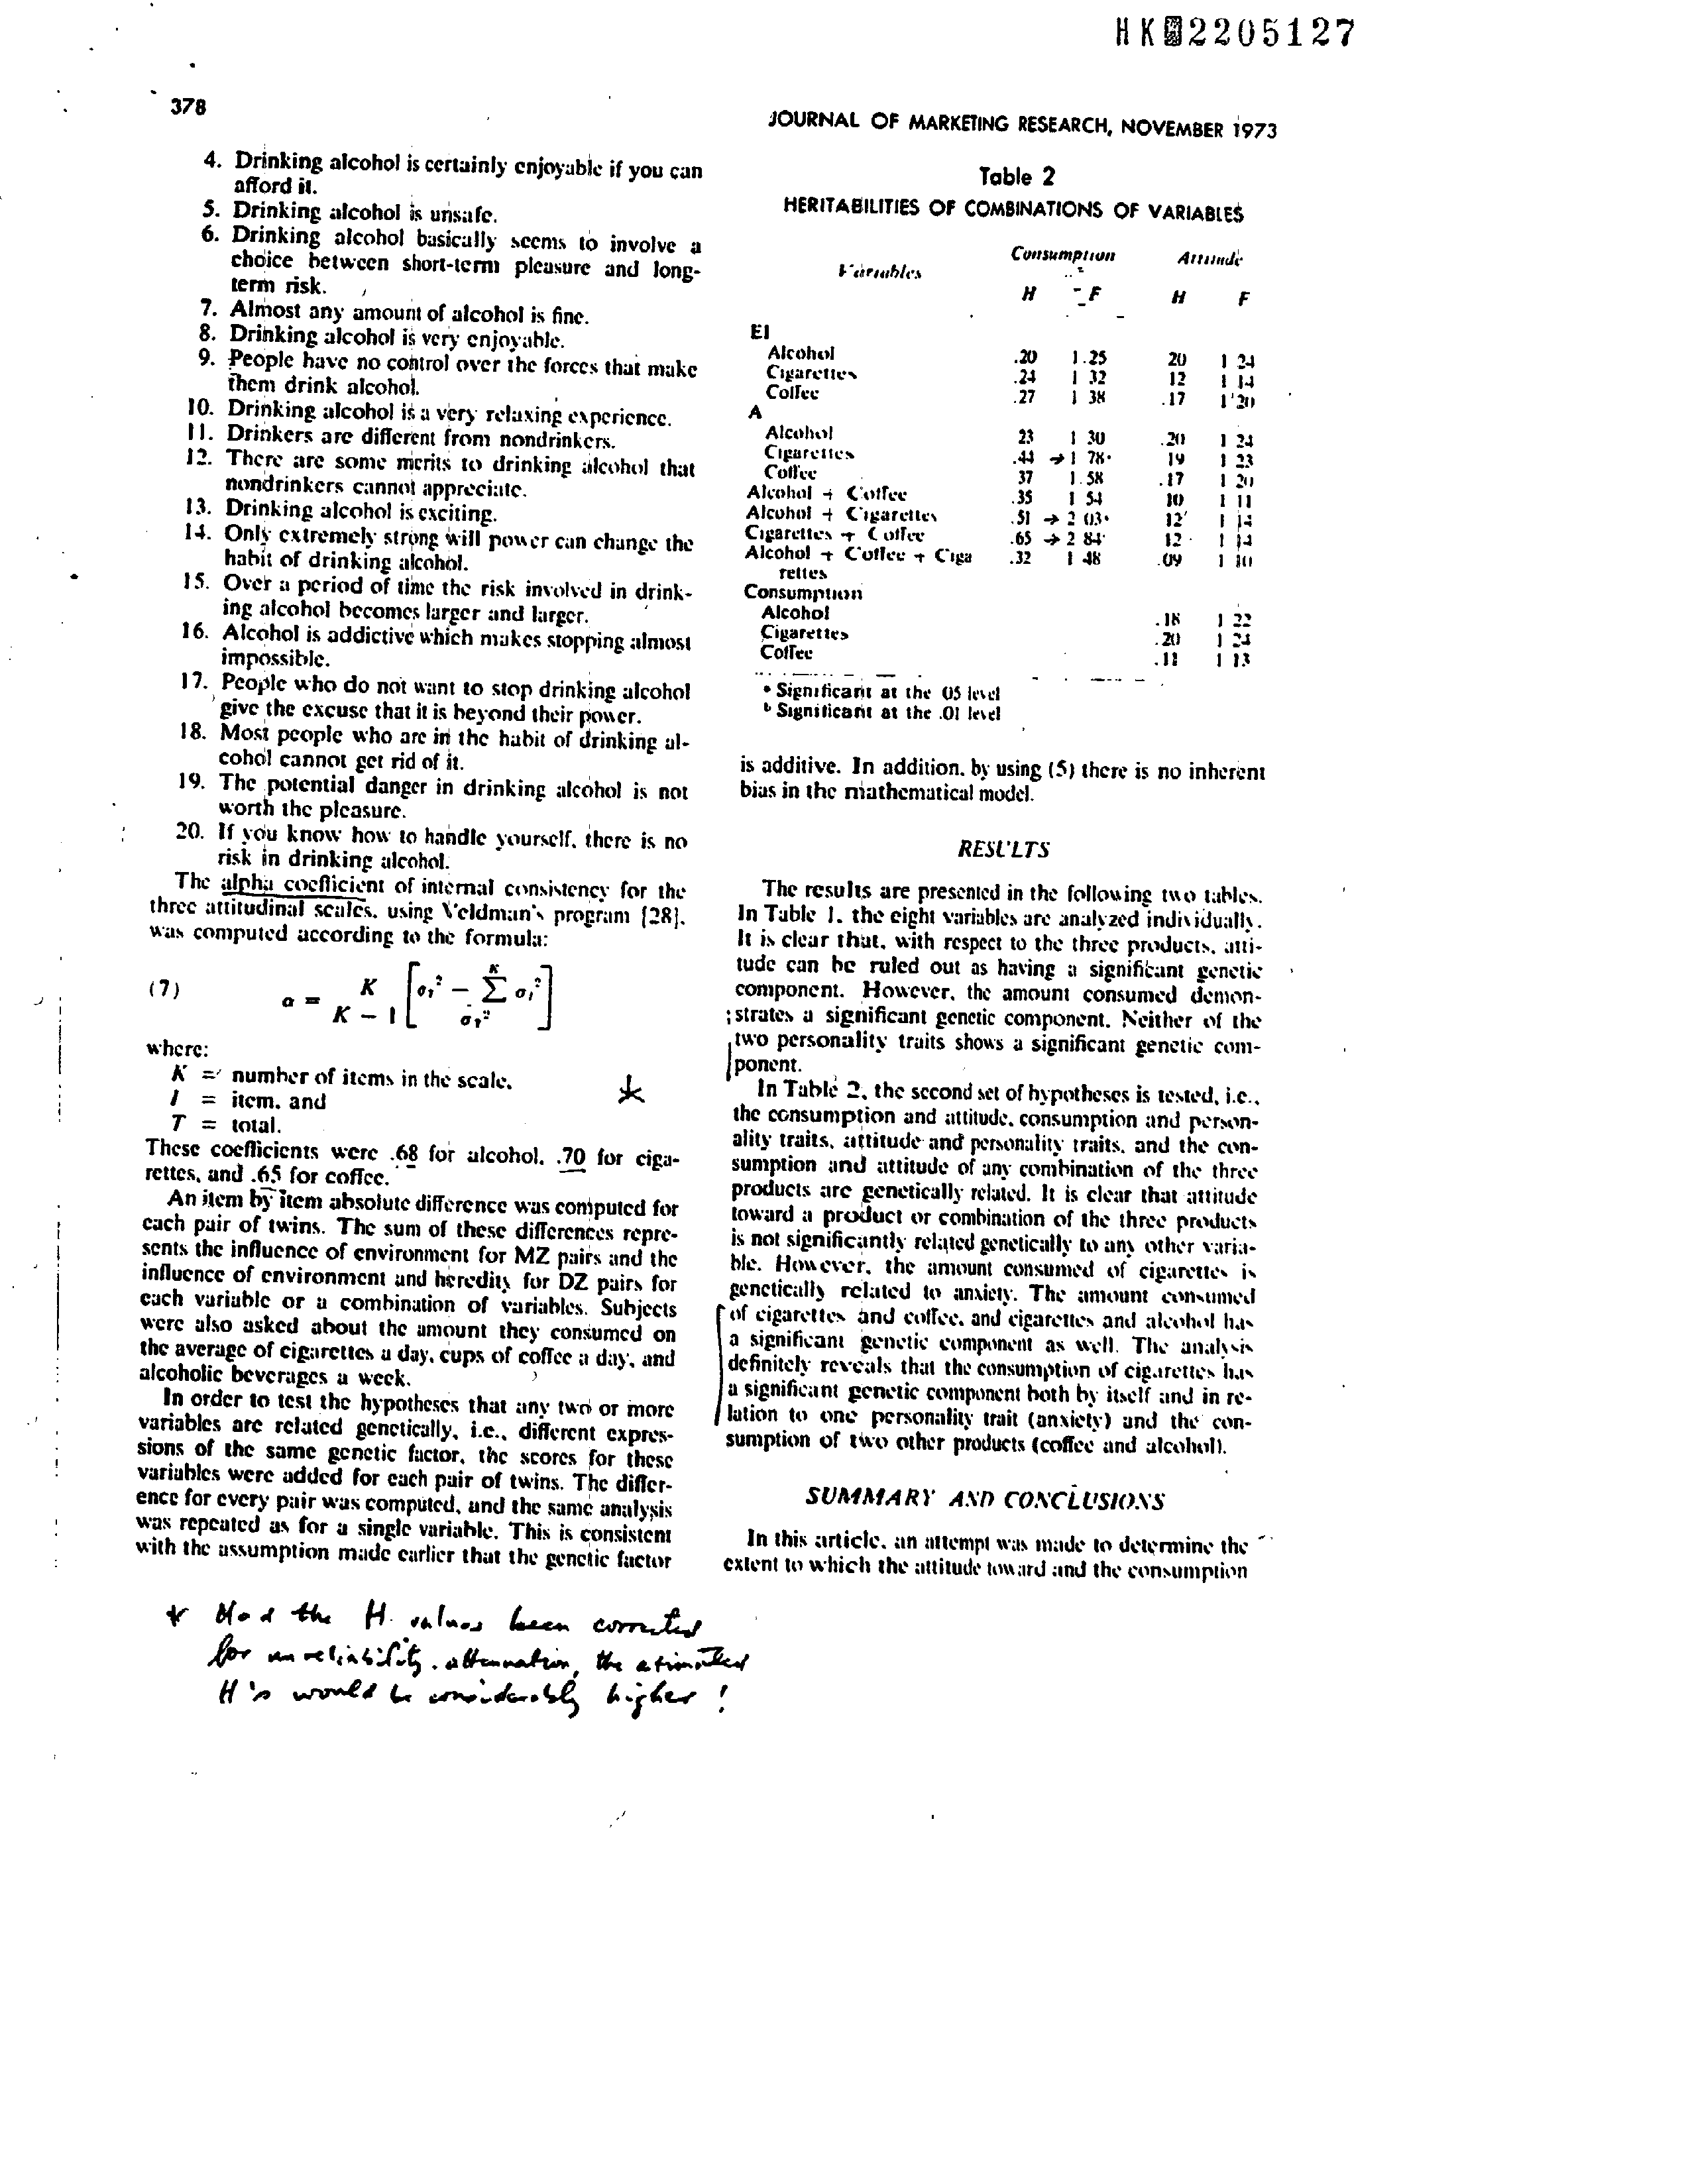 HK 2205127
378
JOURNAL OF MARKETING RESEARCH, NOVEMBER 1973
4. Drinking alcohol is certainly enjoyable if you can
afford it.
5. Drinking alcohol is unsafe.
6. Drinking alcohol basically seems to involve a
choice between short-term pleasure and long-
term risk.
7. Almost any amount of alcohol is fine.
8. Drinking alcohol is very enjoyable.
9. People have no control over the forces that make
them drink alcohol.
10. Drinking alcohol is a very relaxing experience.
11. Drinkers are different from nondrinkers.
12. There are some merits to drinking alcohol that
nondrinkers cannot appreciate.
13. Drinking alcohol is exciting.
14. Only extremely strong will power can change the
habit of drinking alcohol.
15. Over a period of time the risk involved in drink-
ing alcohol becomes larger and larger.
16. Alcohol is addictive which makes stopping almost
impossible.
17. People who do not want to stop drinking alcohol
give the excuse that it is beyond their power.
18. Most people who are in the habit of drinking al-
cohol cannot get rid of it.
19. The potential danger in drinking alcohol is not
worth the pleasure.
20. If you know how to handle yourself, there is no
risk in drinking alcohol.
The alpha coefficient of internal consistency for the
three attitudinal scales, using Veldman's program [28],
was computed according to the formula:
(7) α = K / K − 1 [σT² − Σ^K σI² / σT²]
where:
K = number of items in the scale,
I = item, and
T = total.
*
These coefficients were .68 for alcohol, .70 for ciga-
rettes, and .65 for coffee.
An item by item absolute difference was computed for
each pair of twins. The sum of these differences repre-
sents the influence of environment for MZ pairs and the
influence of environment and heredity for DZ pairs for
each variable or a combination of variables. Subjects
were also asked about the amount they consumed on
the average of cigarettes a day, cups of coffee a day, and
alcoholic beverages a week.
In order to test the hypotheses that any two or more
variables are related genetically, i.e., different expres-
sions of the same genetic factor, the scores for these
variables were added for each pair of twins. The differ-
ence for every pair was computed, and the same analysis
was repeated as for a single variable. This is consistent
with the assumption made earlier that the genetic factor
Table 2
HERITABILITIES OF COMBINATIONS OF VARIABLES
Variables Consumption Attitude
H F H F
EI
Alcohol .20 1.25 20 1 24
Cigarettes .24 1 32 12 1 14
Coffee .27 1 38 .17 1 20
A
Alcohol 23 1 30 .20 1 24
Cigarettes .44 → 1 78ᵃ 19 1 23
Coffee 37 1.58 .17 1 20
Alcohol + Coffee .35 1 54 10 1 11
Alcohol + Cigarettes .51 → 2 03ᵃ 12 1 14
Cigarettes + Coffee .65 → 2 84ᵇ 12 1 14
Alcohol + Coffee + Ciga .32 1 48 .09 1 10
rettes
Consumption
Alcohol .18 1 22
Cigarettes .20 1 24
Coffee .11 1 13
ᵃ Significant at the 05 level
ᵇ Significant at the .01 level
is additive. In addition, by using (5) there is no inherent
bias in the mathematical model.
RESULTS
The results are presented in the following two tables.
In Table 1, the eight variables are analyzed individually.
It is clear that, with respect to the three products, atti-
tude can be ruled out as having a significant genetic
component. However, the amount consumed demon-
strates a significant genetic component. Neither of the
two personality traits shows a significant genetic com-
ponent.
In Table 2, the second set of hypotheses is tested, i.e.,
the consumption and attitude, consumption and person-
ality traits, attitude and personality traits, and the con-
sumption and attitude of any combination of the three
products are genetically related. It is clear that attitude
toward a product or combination of the three products
is not significantly related genetically to any other varia-
ble. However, the amount consumed of cigarettes is
genetically related to anxiety. The amount consumed
of cigarettes and coffee, and cigarettes and alcohol has
a significant genetic component as well. The analysis
definitely reveals that the consumption of cigarettes has
a significant genetic component both by itself and in re-
lation to one personality trait (anxiety) and the con-
sumption of two other products (coffee and alcohol).
SUMMARY AND CONCLUSIONS
In this article, an attempt was made to determine the
extent to which the attitude toward and the consumption
* Had the H values been corrected
for unreliability attenuation, the estimated
H's would be considerably higher!